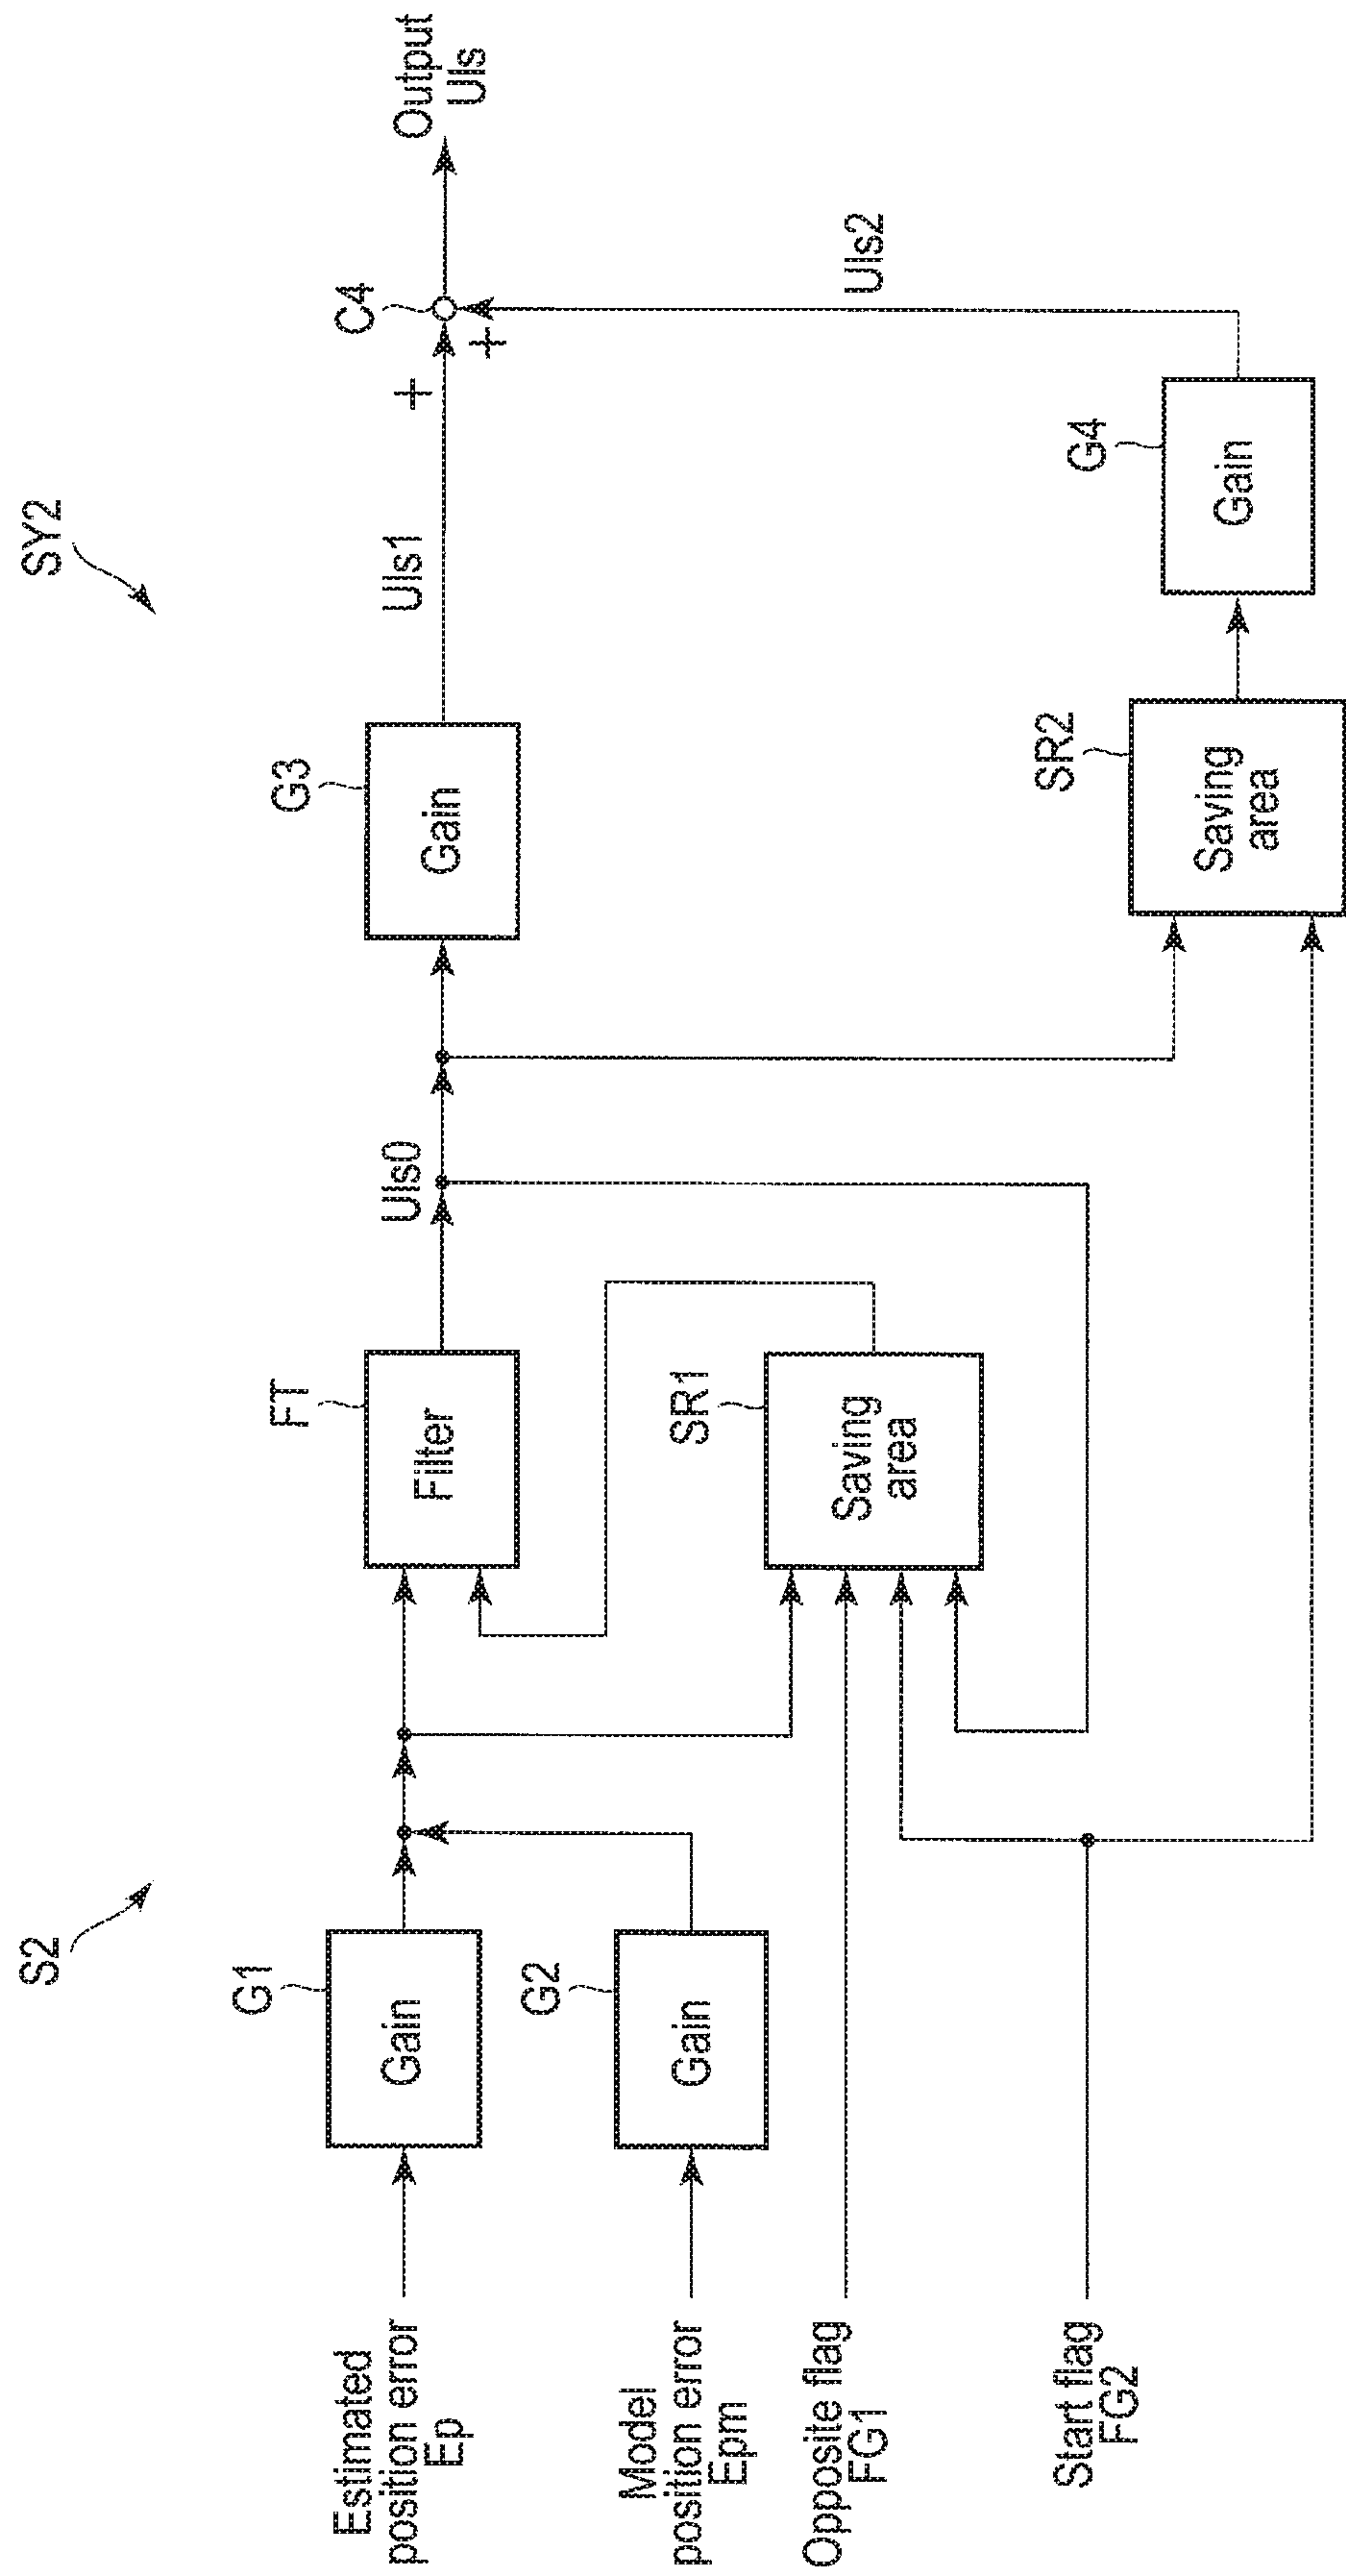 S2
SY2
Estimated
position error
Ep
G1
Gain
Model
position error
Epm
G2
Gain
Opposite flag
FG1
Start flag
FG2
FT
Filter
SR1
Saving
area
Uls0
G3
Gain
Uls1
+
+
C4
Output
Uls
SR2
Saving
area
G4
Gain
Uls2